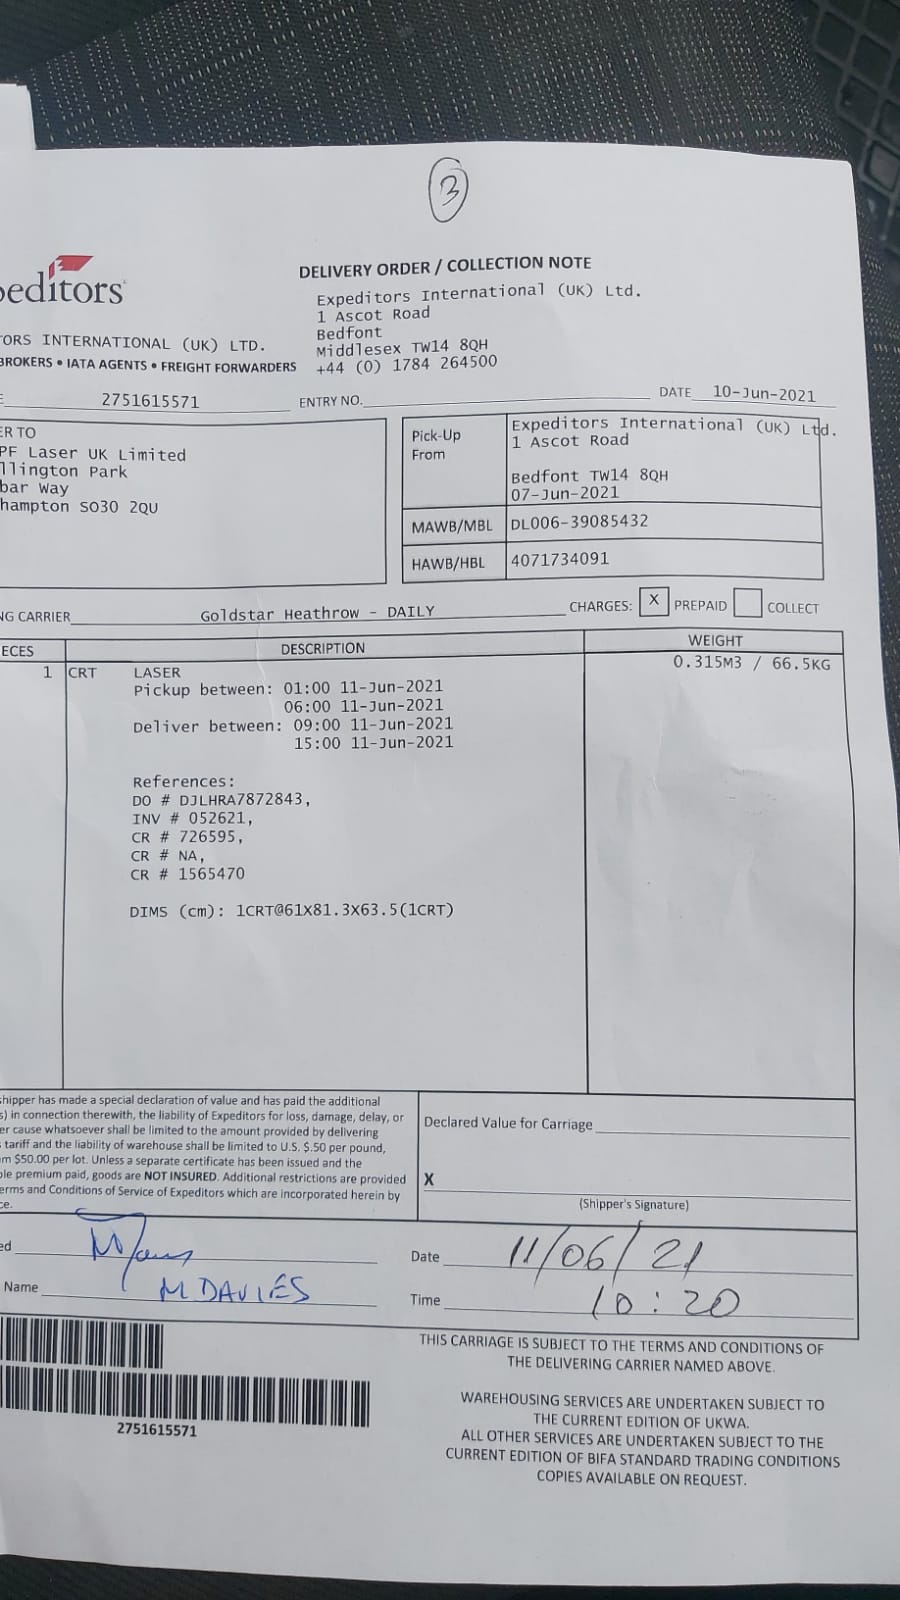 3
peditors
DELIVERY ORDER / COLLECTION NOTE
Expeditors International (UK) Ltd.
1 Ascot Road
Bedfont
Middlesex TW14 8QH
+44 (0) 1784 264500
TORS INTERNATIONAL (UK) LTD.
BROKERS • IATA AGENTS • FREIGHT FORWARDERS
E 2751615571 ENTRY NO. DATE 10-Jun-2021
ER TO
PF Laser UK Limited
llington Park
bar Way
hampton SO30 2QU
Pick-Up From
Expeditors International (UK) Ltd.
1 Ascot Road
Bedfont TW14 8QH
07-Jun-2021
MAWB/MBL DL006-39085432
HAWB/HBL 4071734091
NG CARRIER Goldstar Heathrow - DAILY CHARGES: X PREPAID COLLECT
ECES DESCRIPTION WEIGHT
1 CRT LASER 0.315M3 / 66.5KG
Pickup between: 01:00 11-Jun-2021
06:00 11-Jun-2021
Deliver between: 09:00 11-Jun-2021
15:00 11-Jun-2021
References:
DO # DJLHRA7872843,
INV # 052621,
CR # 726595,
CR # NA,
CR # 1565470
DIMS (cm): 1CRT@61X81.3X63.5(1CRT)
shipper has made a special declaration of value and has paid the additional
s) in connection therewith, the liability of Expeditors for loss, damage, delay, or
er cause whatsoever shall be limited to the amount provided by delivering
s tariff and the liability of warehouse shall be limited to U.S. $.50 per pound,
m $50.00 per lot. Unless a separate certificate has been issued and the
ble premium paid, goods are NOT INSURED. Additional restrictions are provided
erms and Conditions of Service of Expeditors which are incorporated herein by
ce.
Declared Value for Carriage
X
(Shipper's Signature)
ed
Date 11/06/21
Name M DAVIES
Time 10:20
THIS CARRIAGE IS SUBJECT TO THE TERMS AND CONDITIONS OF
THE DELIVERING CARRIER NAMED ABOVE.
2751615571
WAREHOUSING SERVICES ARE UNDERTAKEN SUBJECT TO
THE CURRENT EDITION OF UKWA.
ALL OTHER SERVICES ARE UNDERTAKEN SUBJECT TO THE
CURRENT EDITION OF BIFA STANDARD TRADING CONDITIONS
COPIES AVAILABLE ON REQUEST.